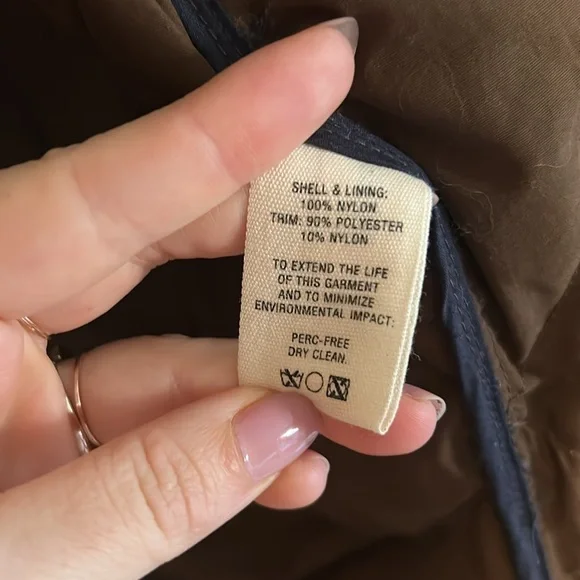 SHELL & LINING:
100% NYLON
TRIM: 90% POLYESTER
10% NYLON
TO EXTEND THE LIFE
OF THIS GARMENT
AND TO MINIMIZE
ENVIRONMENTAL IMPACT:
PERC-FREE
DRY CLEAN.